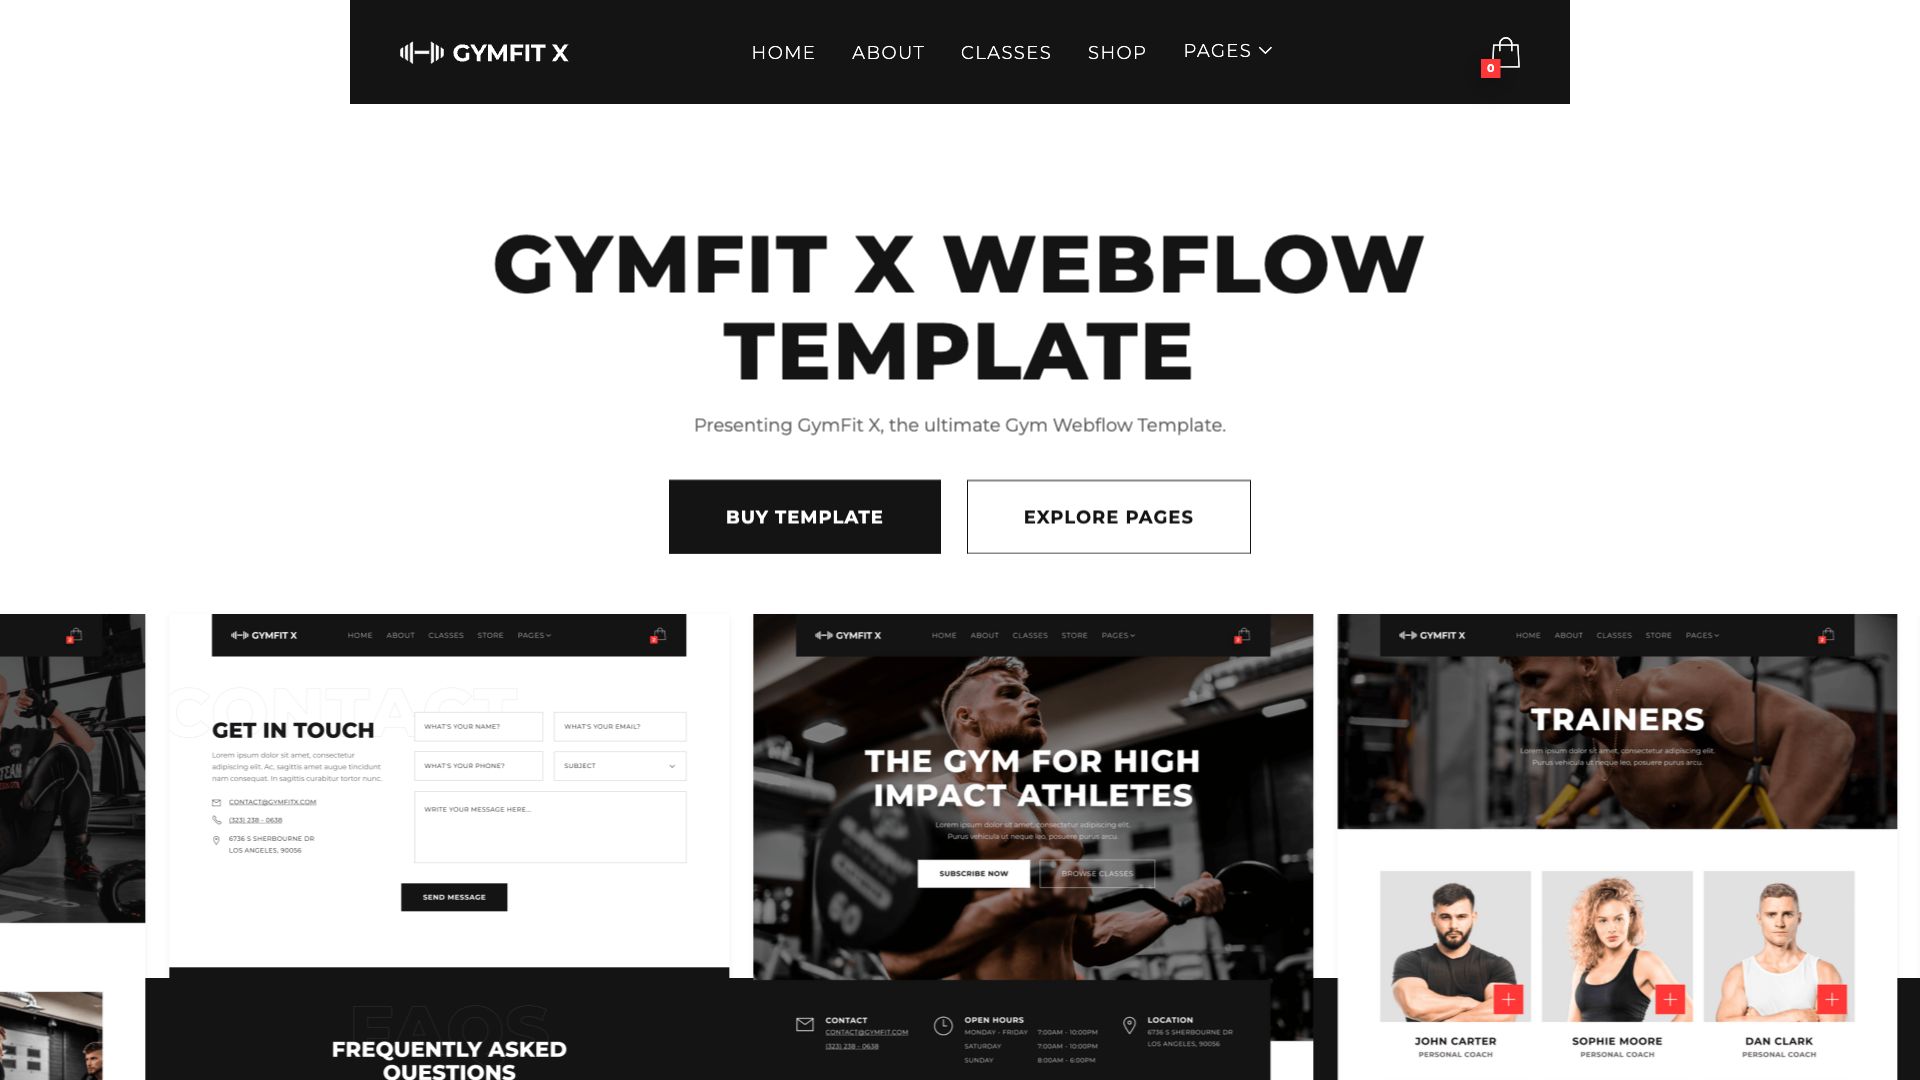 GYMFIT X
HOME
ABOUT
CLASSES
SHOP
PAGES
0
GYMFIT X WEBFLOW
TEMPLATE
Presenting GymFit X, the ultimate Gym Webflow Template.
BUY TEMPLATE
EXPLORE PAGES
GYMFIT X
HOME
ABOUT
CLASSES
STORE
PAGES
CONTACT
GET IN TOUCH
Lorem ipsum dolor sit amet, consectetur
adipiscing elit. Ac, sagittis amet augue tincidunt
nam consequat. In sagittis curabitur tortor nunc.
CONTACT@GYMFITX.COM
(323) 238 - 0638
6736 S SHERBOURNE DR
LOS ANGELES, 90056
WHAT'S YOUR NAME?
WHAT'S YOUR EMAIL?
WHAT'S YOUR PHONE?
SUBJECT
WRITE YOUR MESSAGE HERE...
SEND MESSAGE
FAQS
FREQUENTLY ASKED
QUESTIONS
GYMFIT X
HOME
ABOUT
CLASSES
STORE
PAGES
THE GYM FOR HIGH
IMPACT ATHLETES
Lorem ipsum dolor sit amet, consectetur adipiscing elit.
Purus vehicula ut neque leo, posuere purus arcu.
SUBSCRIBE NOW
BROWSE CLASSES
60
CONTACT
CONTACT@GYMFIT.COM
(323) 238 - 0638
OPEN HOURS
MONDAY - FRIDAY 7:00AM - 10:00PM
SATURDAY 7:00AM - 10:00PM
SUNDAY 8:00AM - 6:00PM
LOCATION
6736 S SHERBOURNE DR
LOS ANGELES, 90056
GYMFIT X
HOME
ABOUT
CLASSES
STORE
PAGES
TRAINERS
Lorem ipsum dolor sit amet, consectetur adipiscing elit.
Purus vehicula ut neque leo, posuere purus arcu.
JOHN CARTER
PERSONAL COACH
SOPHIE MOORE
PERSONAL COACH
DAN CLARK
PERSONAL COACH